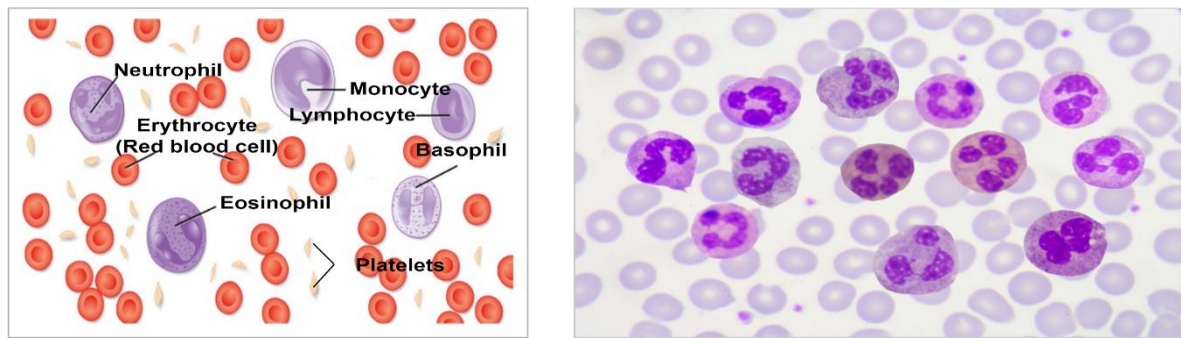 Neutrophil
Monocyte
Lymphocyte
Erythrocyte
(Red blood cell)
Basophil
Eosinophil
Platelets